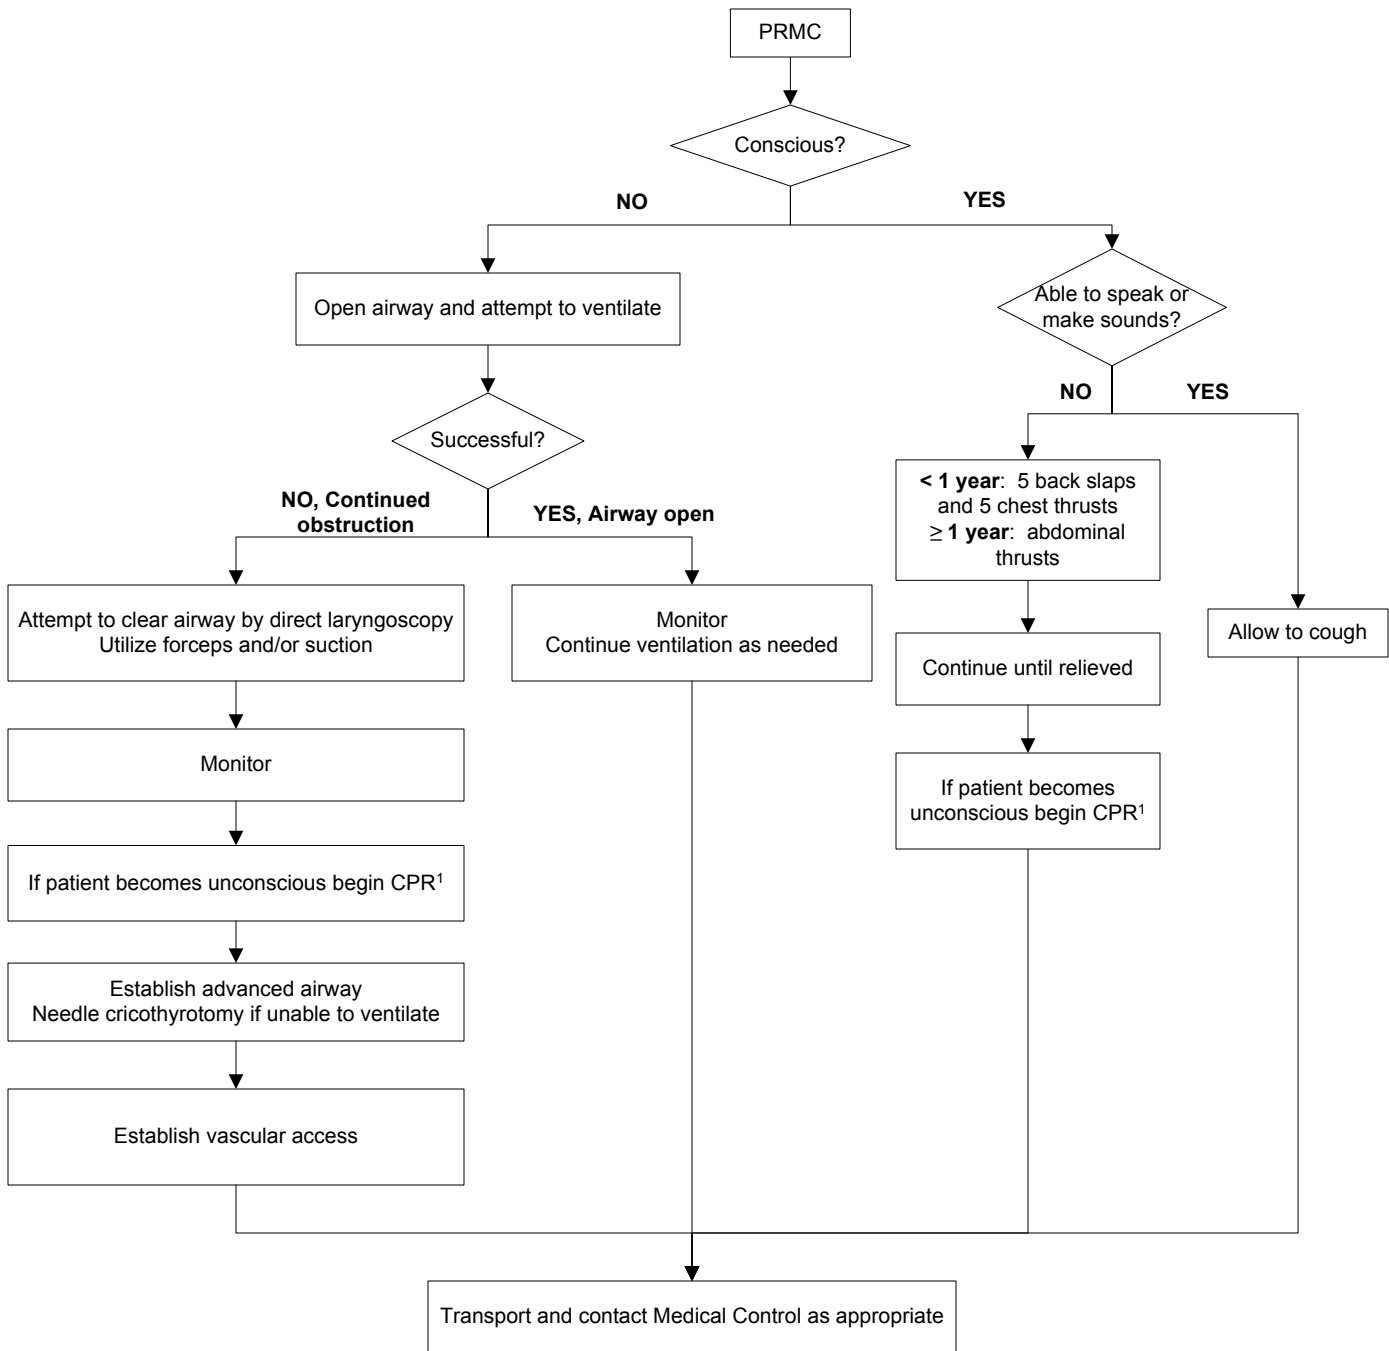 PRMC
Conscious?
NO
YES
Open airway and attempt to ventilate
Able to speak or
make sounds?
Successful?
NO
YES
NO, Continued
obstruction
YES, Airway open
< 1 year: 5 back slaps
and 5 chest thrusts
≥ 1 year: abdominal
thrusts
Attempt to clear airway by direct laryngoscopy
Utilize forceps and/or suction
Monitor
Continue ventilation as needed
Allow to cough
Continue until relieved
Monitor
If patient becomes
unconscious begin CPR¹
If patient becomes unconscious begin CPR¹
Establish advanced airway
Needle cricothyrotomy if unable to ventilate
Establish vascular access
Transport and contact Medical Control as appropriate